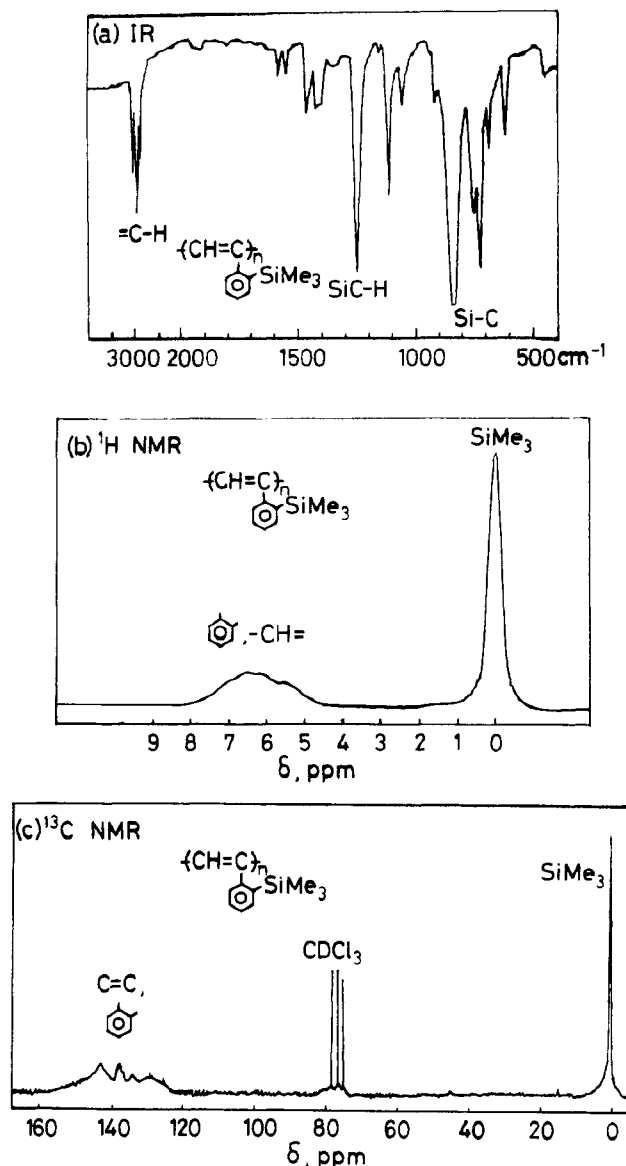 (a) IR
=C-H
-(CH=C)n
SiMe3
SiC-H
Si-C
3000 2000 1500 1000 500cm-1
(b) 1H NMR
SiMe3
-(CH=C)n
SiMe3
,-CH=
9 8 7 6 5 4 3 2 1 0
δ, ppm
(c) 13C NMR
-(CH=C)n
SiMe3
SiMe3
CDCl3
C=C,
160 140 120 100 80 60 40 20 0
δ, ppm